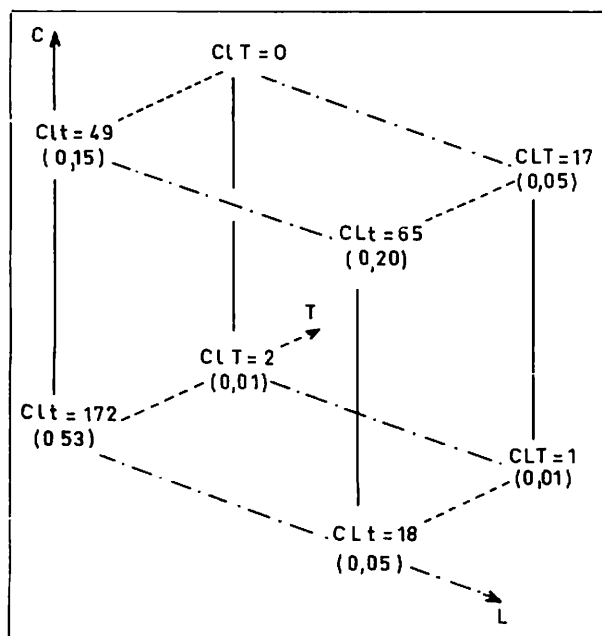 C
ClT=0
Clt=49
(0,15)
CLT=17
(0,05)
CLt=65
(0,20)
T
ClT=2
(0,01)
Clt=172
(0 53)
CLT=1
(0,01)
CLt=18
(0,05)
L